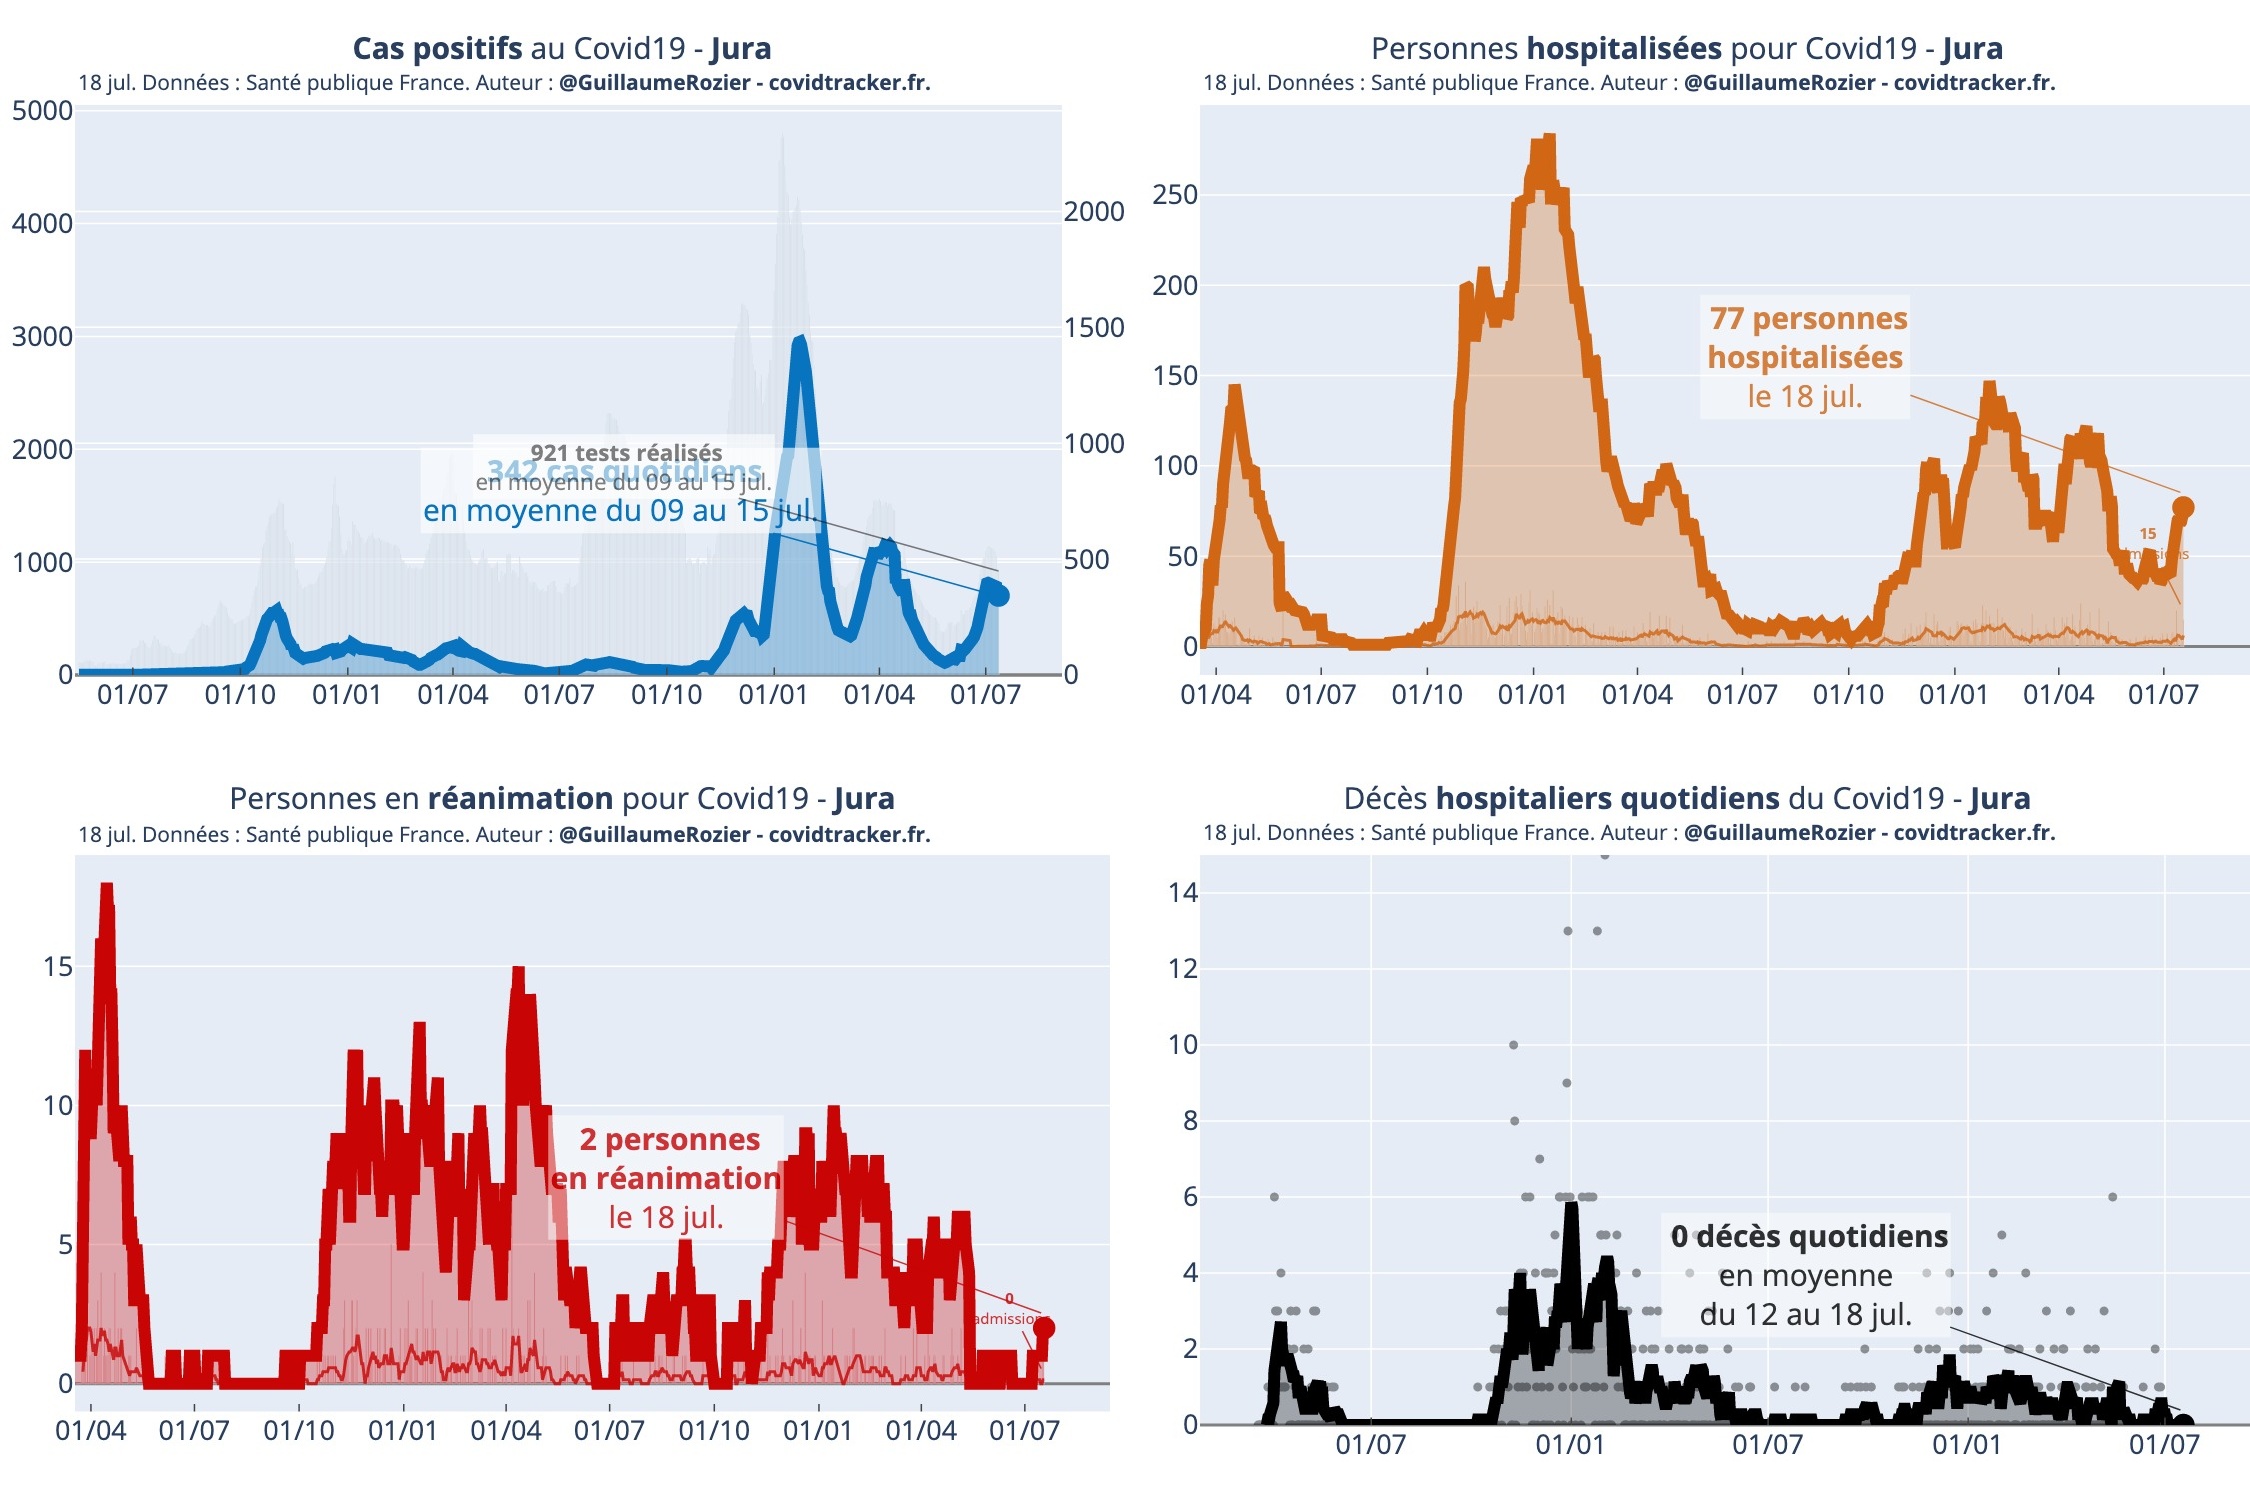 Cas positifs au Covid19 - Jura
18 jul. Données : Santé publique France. Auteur : @GuillaumeRozier - covidtracker.fr.
5000
4000
3000
2000
1000
0
2000
1500
1000
500
0
921 tests réalisés
en moyenne du 09 au 15 jul.
342 cas quotidiens
en moyenne du 09 au 15 jul.
01/07 01/10 01/01 01/04 01/07 01/10 01/01 01/04 01/07
Personnes hospitalisées pour Covid19 - Jura
18 jul. Données : Santé publique France. Auteur : @GuillaumeRozier - covidtracker.fr.
250
200
150
100
50
0
77 personnes
hospitalisées
le 18 jul.
15
admissions
01/04 01/07 01/10 01/01 01/04 01/07 01/10 01/01 01/04 01/07
Personnes en réanimation pour Covid19 - Jura
18 jul. Données : Santé publique France. Auteur : @GuillaumeRozier - covidtracker.fr.
15
10
5
0
2 personnes
en réanimation
le 18 jul.
0
admissions
01/04 01/07 01/10 01/01 01/04 01/07 01/10 01/01 01/04 01/07
Décès hospitaliers quotidiens du Covid19 - Jura
18 jul. Données : Santé publique France. Auteur : @GuillaumeRozier - covidtracker.fr.
14
12
10
8
6
4
2
0
0 décès quotidiens
en moyenne
du 12 au 18 jul.
01/07 01/01 01/07 01/01 01/07